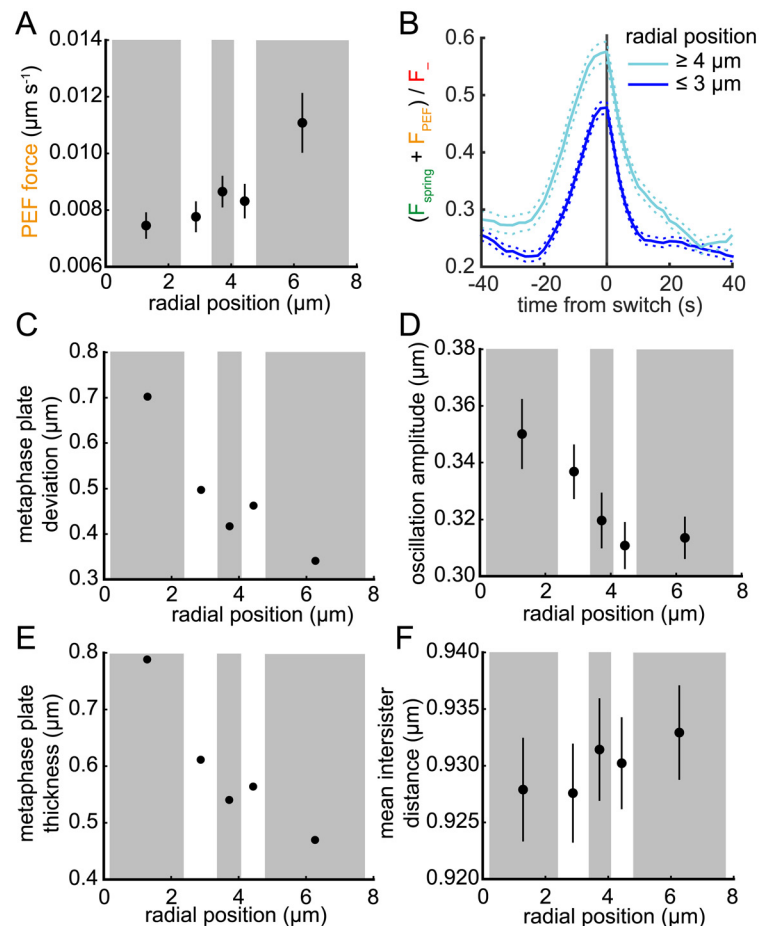 A
PEF force (μm s⁻¹)
0.014
0.012
0.010
0.008
0.006
0 2 4 6 8
radial position (μm)
B
(F_spring + F_PEF) / F_-
0.6
0.5
0.4
0.3
0.2
radial position
≥ 4 μm
≤ 3 μm
-40 -20 0 20 40
time from switch (s)
C
metaphase plate
deviation (μm)
0.8
0.7
0.6
0.5
0.4
0.3
0 2 4 6 8
radial position (μm)
D
oscillation amplitude (μm)
0.38
0.36
0.34
0.32
0.30
0 2 4 6 8
radial position (μm)
E
metaphase plate
thickness (μm)
0.8
0.7
0.6
0.5
0.4
0 2 4 6 8
radial position (μm)
F
mean intersister
distance (μm)
0.940
0.935
0.930
0.925
0.920
0 2 4 6 8
radial position (μm)